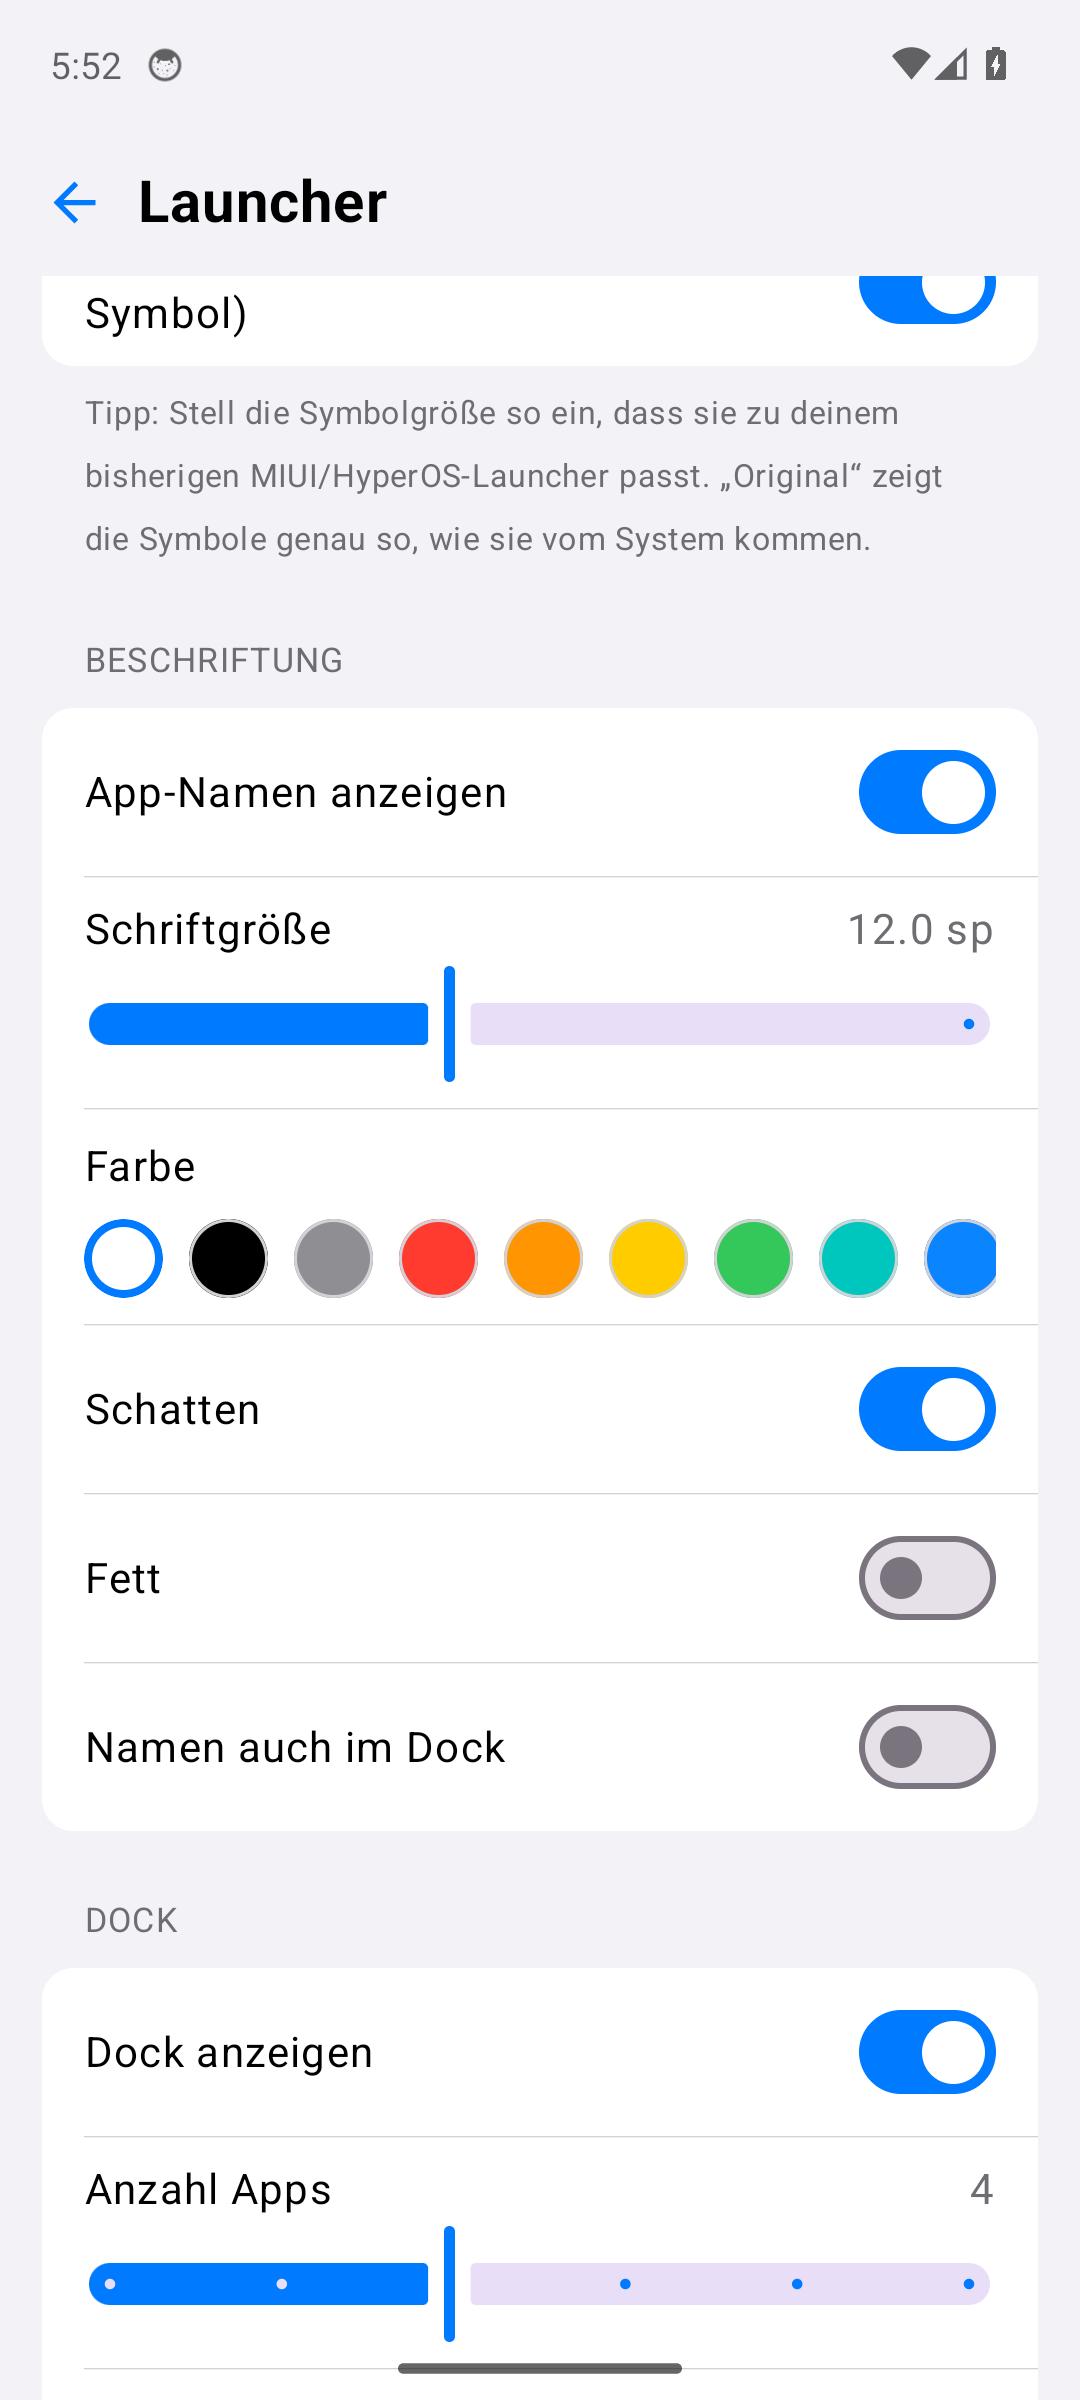 5:52
Launcher
Symbol)
Tipp: Stell die Symbolgröße so ein, dass sie zu deinem
bisherigen MIUI/HyperOS-Launcher passt. „Original“ zeigt
die Symbole genau so, wie sie vom System kommen.
BESCHRIFTUNG
App-Namen anzeigen
Schriftgröße 12.0 sp
Farbe
Schatten
Fett
Namen auch im Dock
DOCK
Dock anzeigen
Anzahl Apps 4